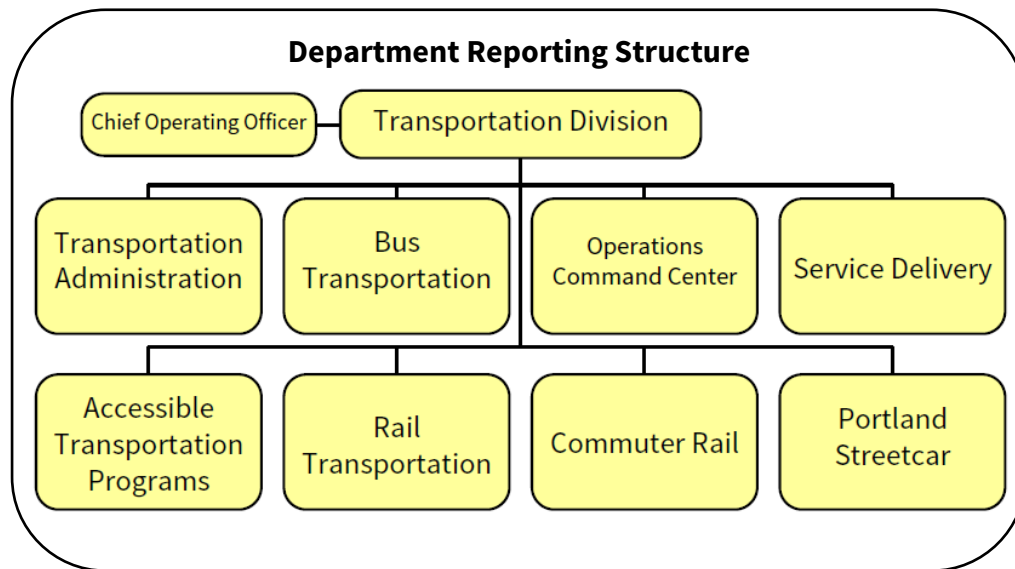 Department Reporting Structure
Chief Operating Officer
Transportation Division
Transportation
Administration
Bus
Transportation
Operations
Command Center
Service Delivery
Accessible
Transportation
Programs
Rail
Transportation
Commuter Rail
Portland
Streetcar